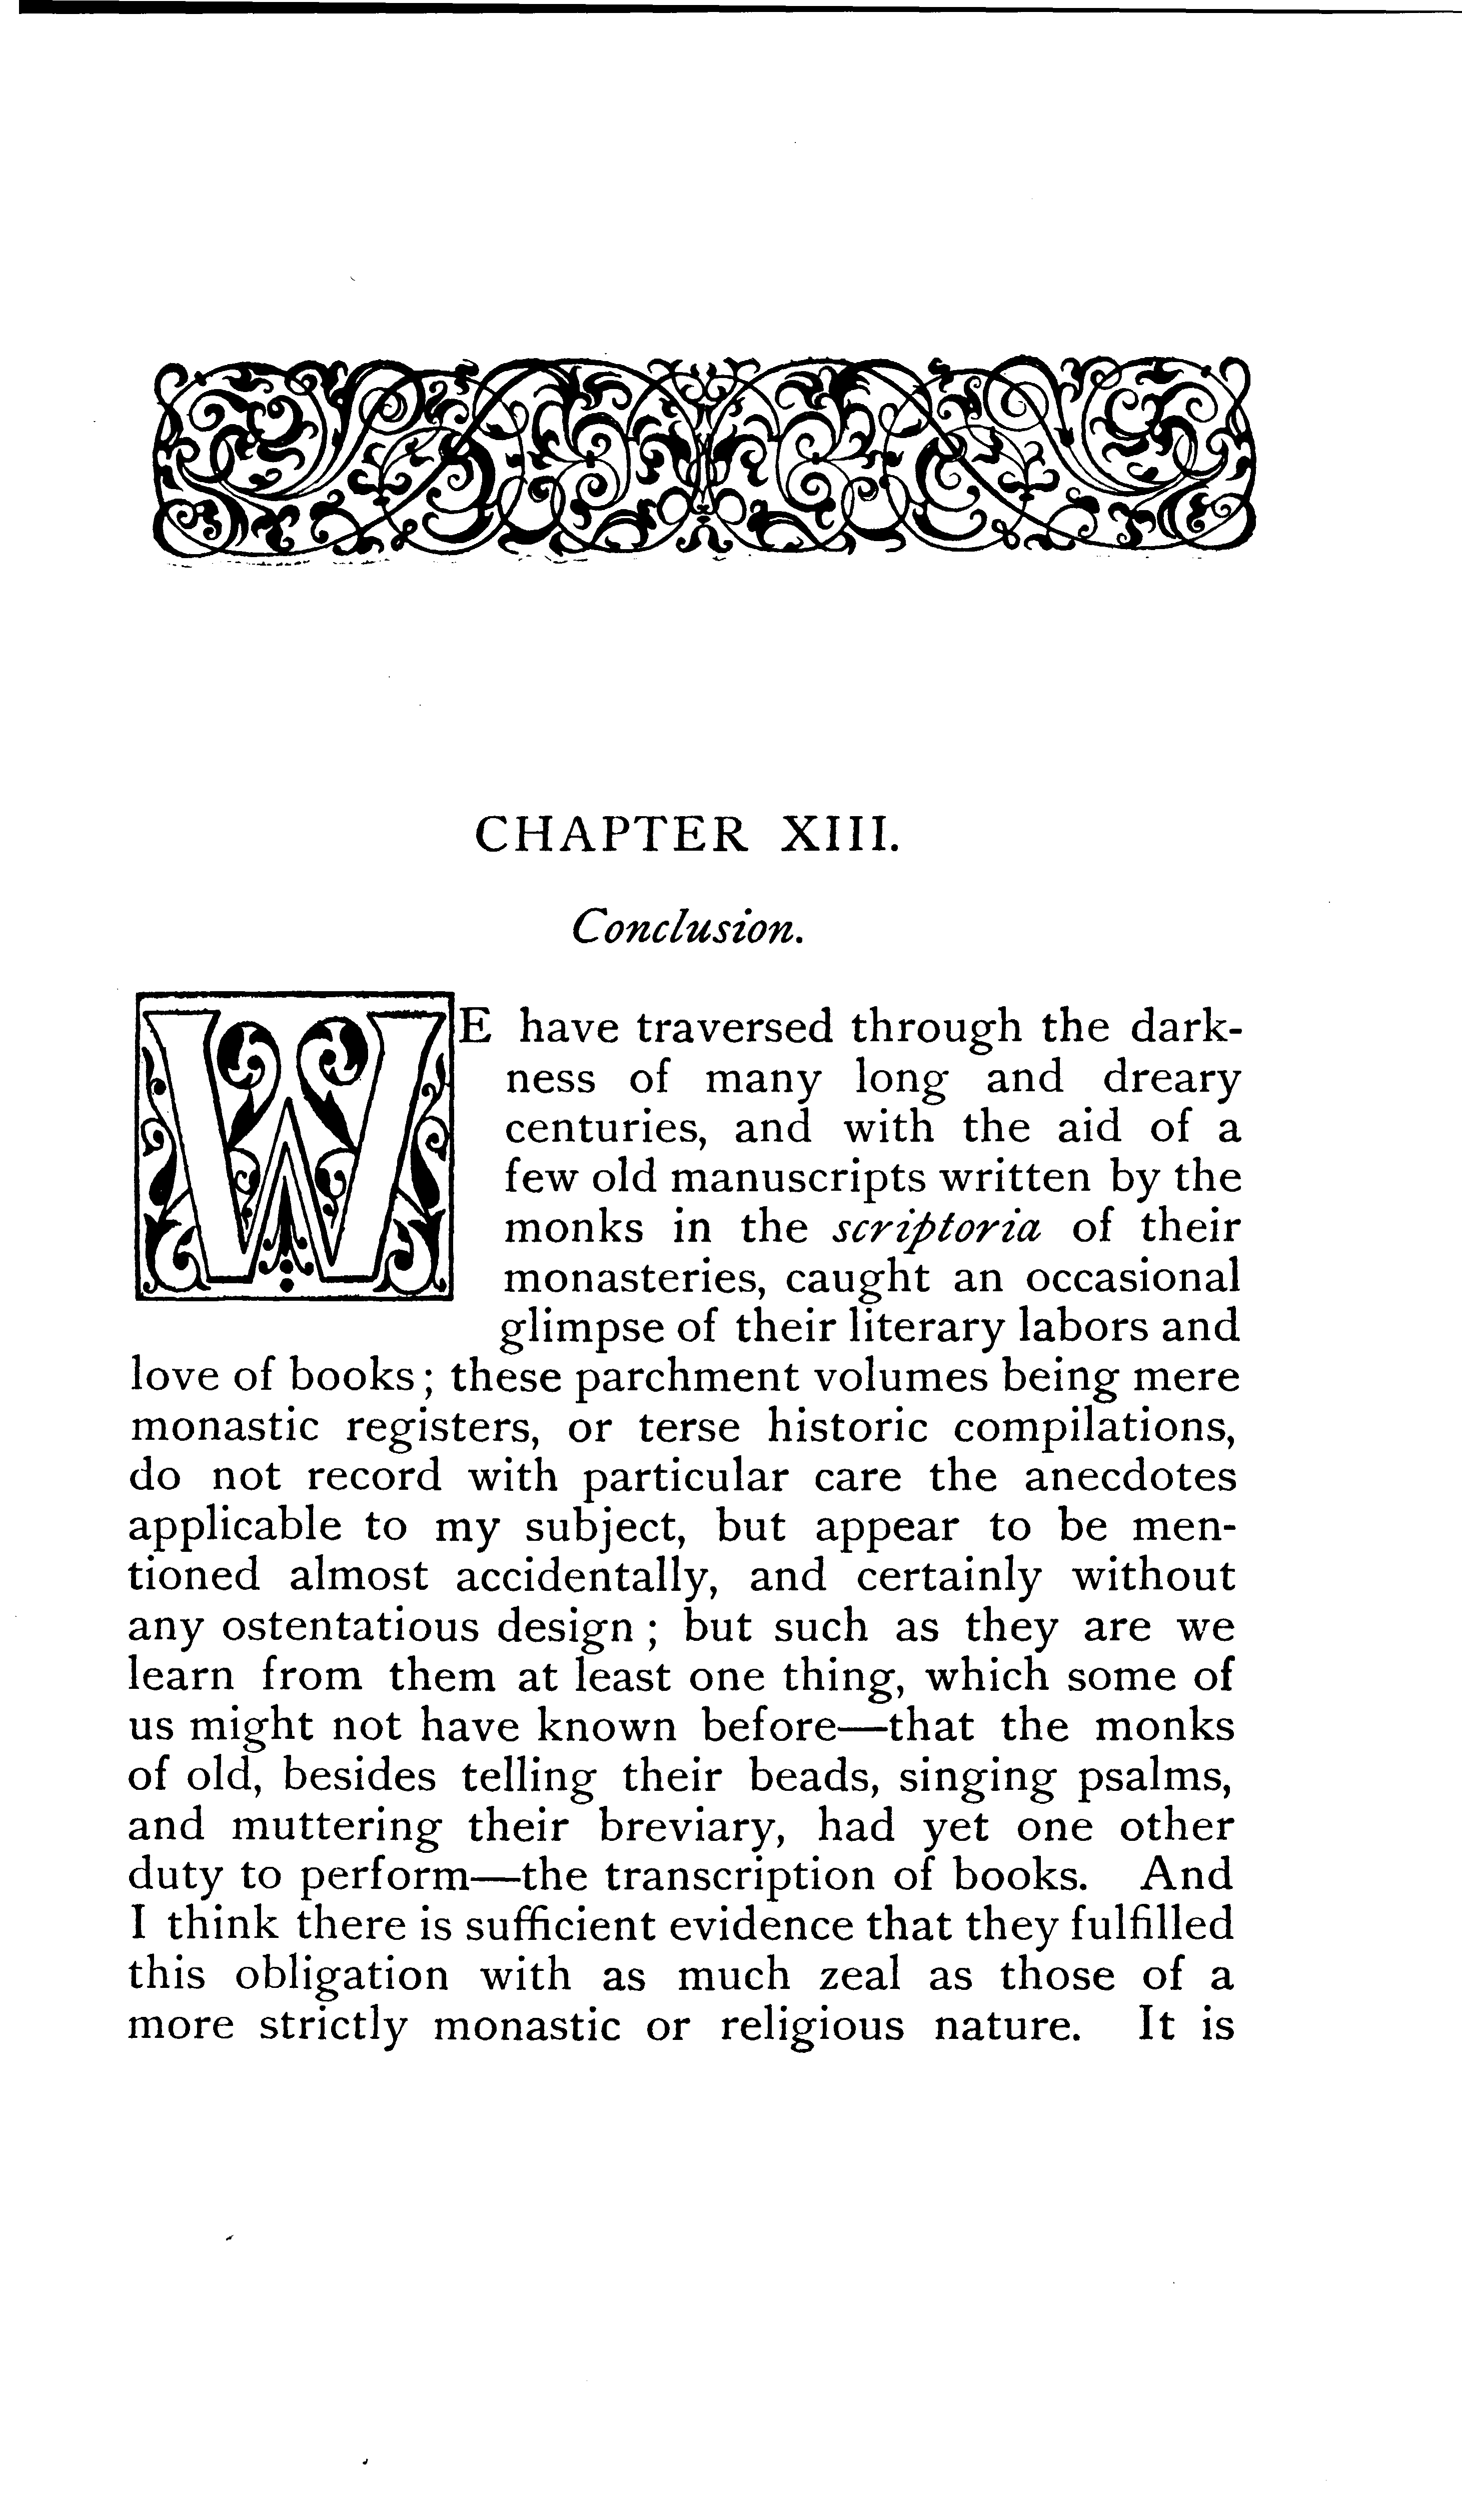 CHAPTER XIII.
Conclusion.
WE have traversed through the dark-
ness of many long and dreary
centuries, and with the aid of a
few old manuscripts written by the
monks in the scriptoria of their
monasteries, caught an occasional
glimpse of their literary labors and
love of books; these parchment volumes being mere
monastic registers, or terse historic compilations,
do not record with particular care the anecdotes
applicable to my subject, but appear to be men-
tioned almost accidentally, and certainly without
any ostentatious design; but such as they are we
learn from them at least one thing, which some of
us might not have known before—that the monks
of old, besides telling their beads, singing psalms,
and muttering their breviary, had yet one other
duty to perform—the transcription of books. And
I think there is sufficient evidence that they fulfilled
this obligation with as much zeal as those of a
more strictly monastic or religious nature. It is